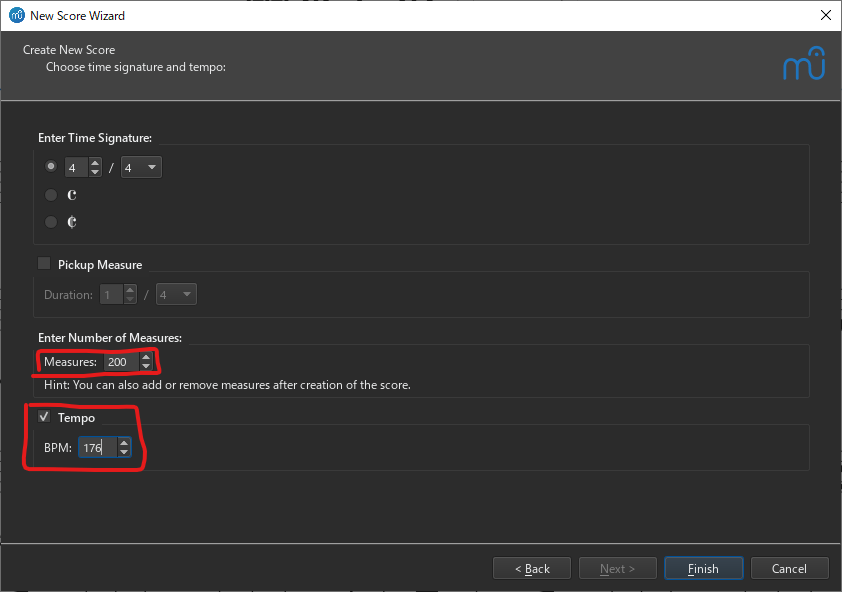 New Score Wizard
Create New Score
Choose time signature and tempo:
Enter Time Signature:
4 / 4
Pickup Measure
Duration: 1 / 4
Enter Number of Measures:
Measures: 200
Hint: You can also add or remove measures after creation of the score.
Tempo
BPM: 176
< Back Next > Finish Cancel